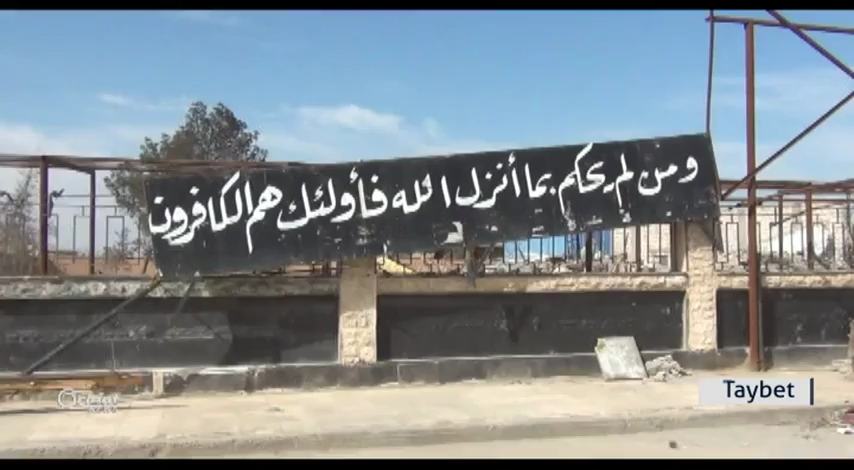 ومن لم يحكم بما أنزل الله فأولئك هم الكافرون
Taybet